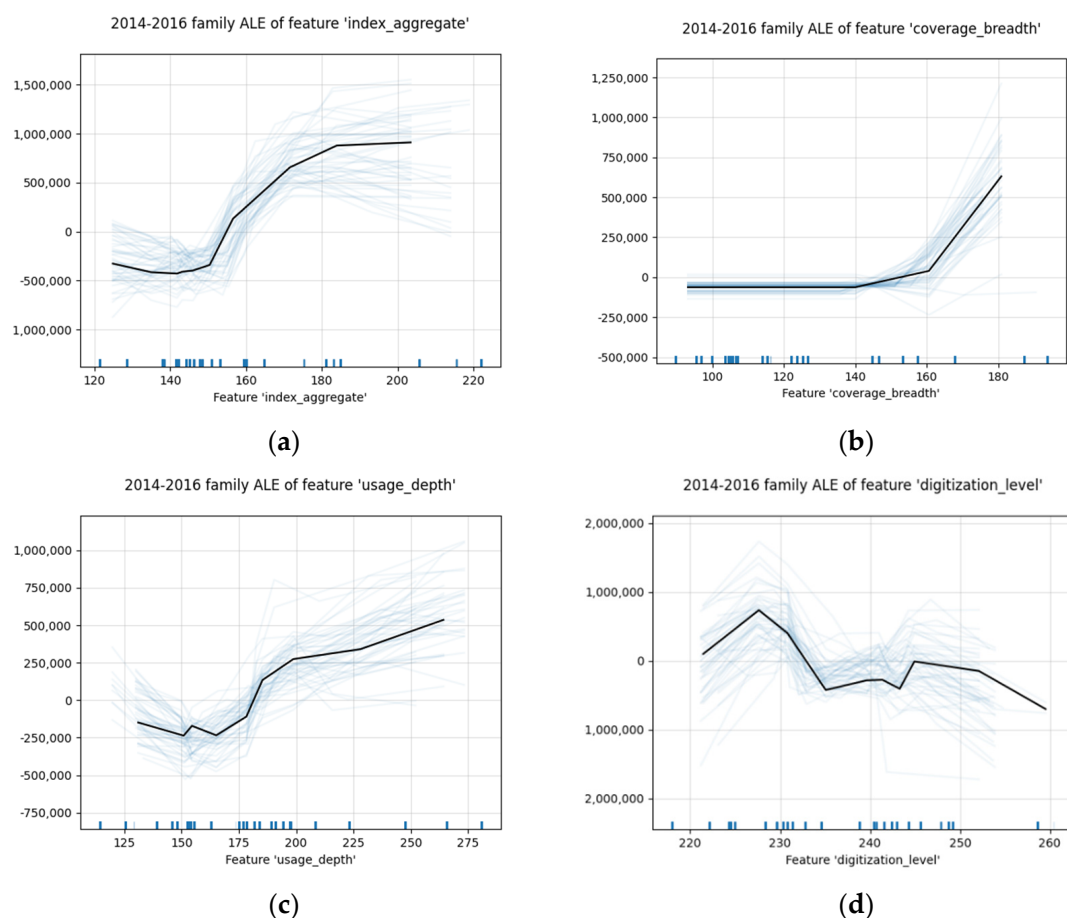 2014-2016 family ALE of feature 'index_aggregate'
1,500,000
1,000,000
500,000
0
-500,000
1,000,000
120 140 160 180 200 220
Feature 'index_aggregate'
(a)
2014-2016 family ALE of feature 'coverage_breadth'
1,250,000
1,000,000
750,000
500,000
250,000
0
-250,000
-500,000
100 120 140 160 180
Feature 'coverage_breadth'
(b)
2014-2016 family ALE of feature 'usage_depth'
1,000,000
750,000
500,000
250,000
0
-250,000
-500,000
-750,000
125 150 175 200 225 250 275
Feature 'usage_depth'
(c)
2014-2016 family ALE of feature 'digitization_level'
2,000,000
1,000,000
0
1,000,000
2,000,000
220 230 240 250 260
Feature 'digitization_level'
(d)